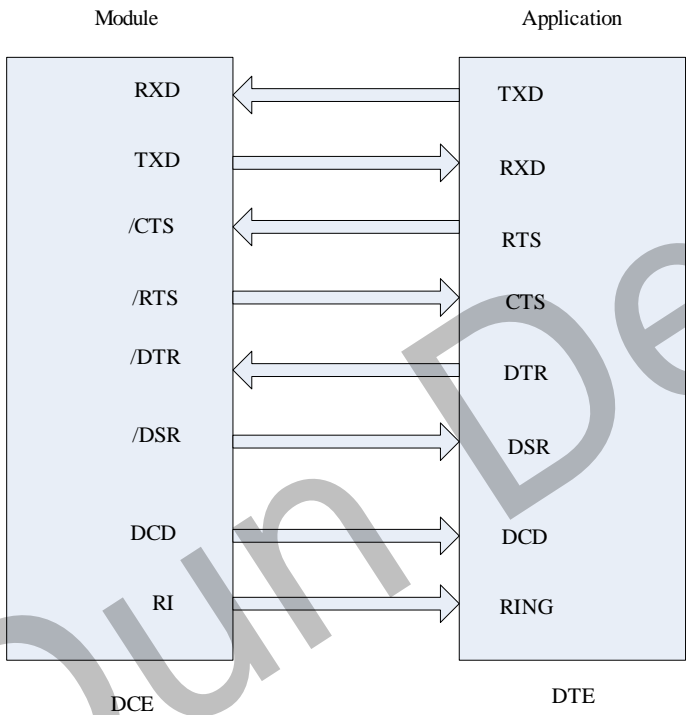 Module Application
RXD TXD
TXD RXD
/CTS RTS
/RTS CTS
/DTR DTR
/DSR DSR
DCD DCD
RI RING
DCE DTE